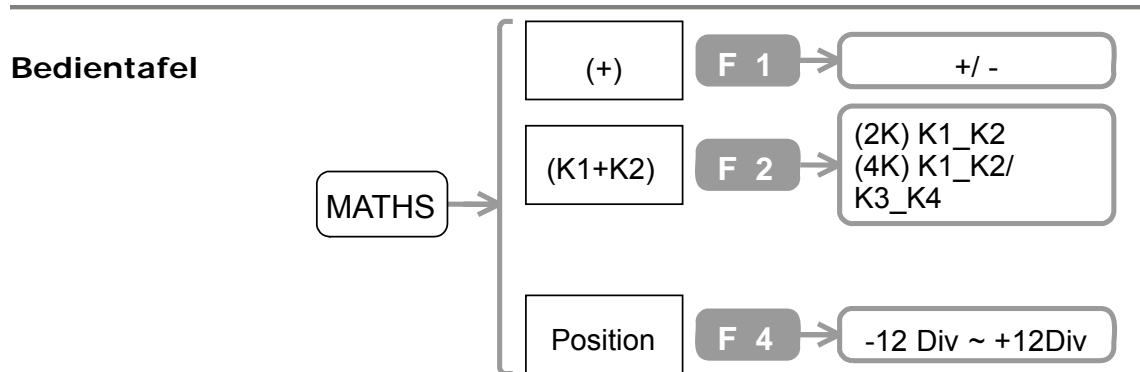 Bedientafel
MATHS
(+)
F 1
+/ -
(K1+K2)
F 2
(2K) K1_K2
(4K) K1_K2/
K3_K4
Position
F 4
-12 Div ~ +12Div